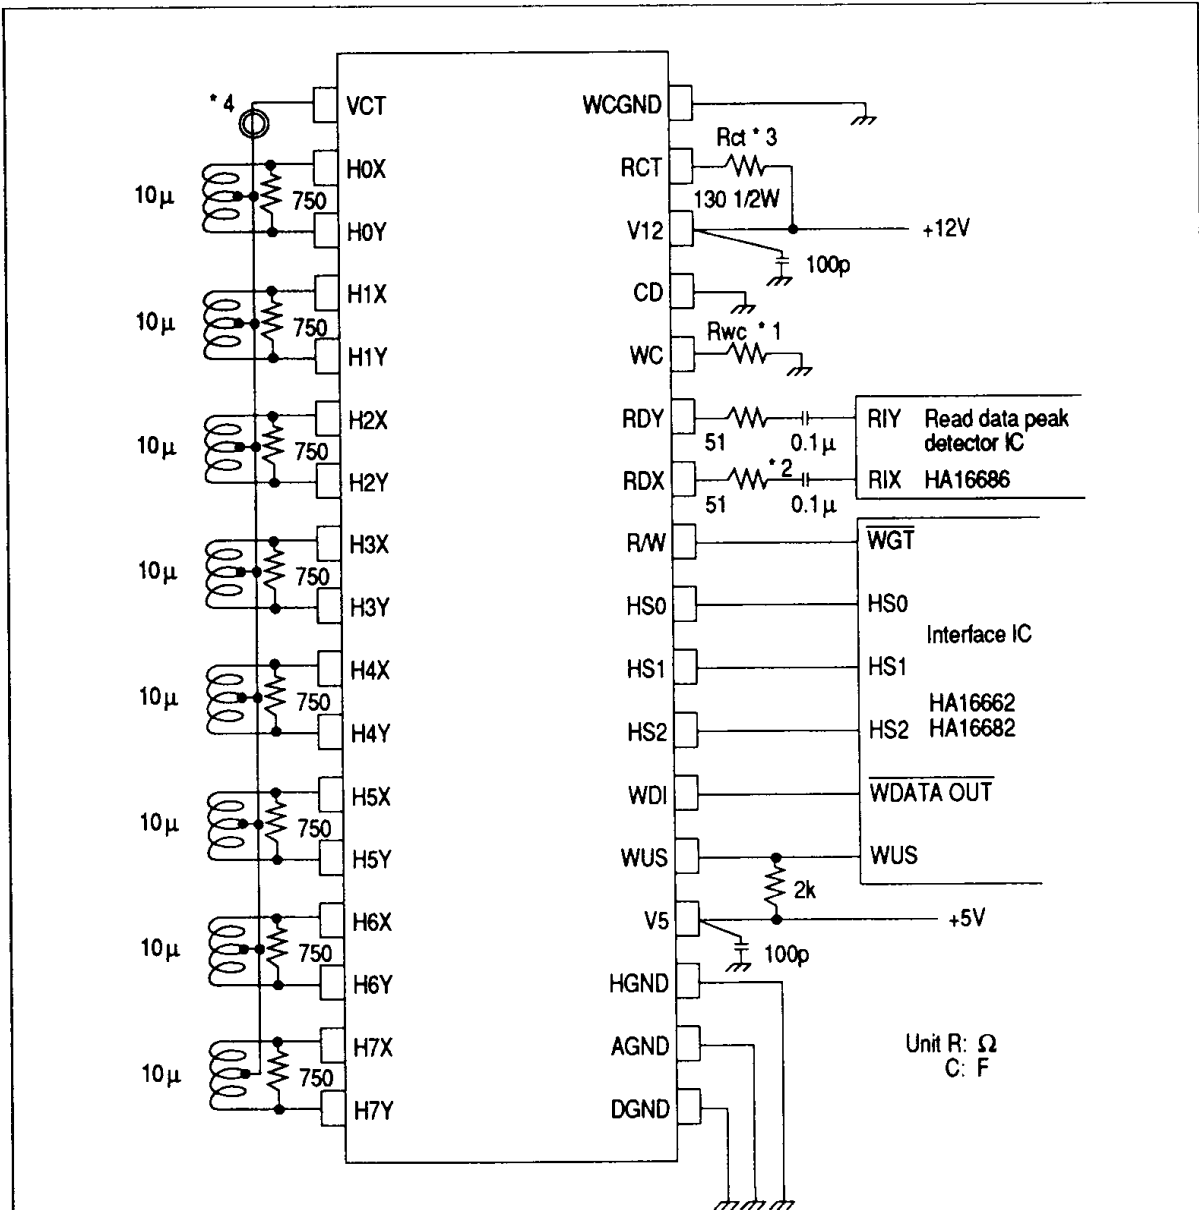 * 4
VCT
WCGND
Rct * 3
10µ
H0X
750
H0Y
RCT
130 1/2W
V12
+12V
100p
10µ
H1X
750
H1Y
CD
Rwc * 1
WC
10µ
H2X
750
H2Y
RDY
51
0.1µ
RIY
Read data peak
detector IC
RDX
* 2
51
0.1µ
RIX
HA16686
10µ
H3X
750
H3Y
R/W
WGT
HS0
HS0
Interface IC
10µ
H4X
750
H4Y
HS1
HS1
HA16662
HS2
HS2
HA16682
10µ
H5X
750
H5Y
WDI
WDATA OUT
WUS
WUS
2k
10µ
H6X
750
H6Y
V5
+5V
100p
HGND
10µ
H7X
750
H7Y
AGND
DGND
Unit R: Ω
C: F